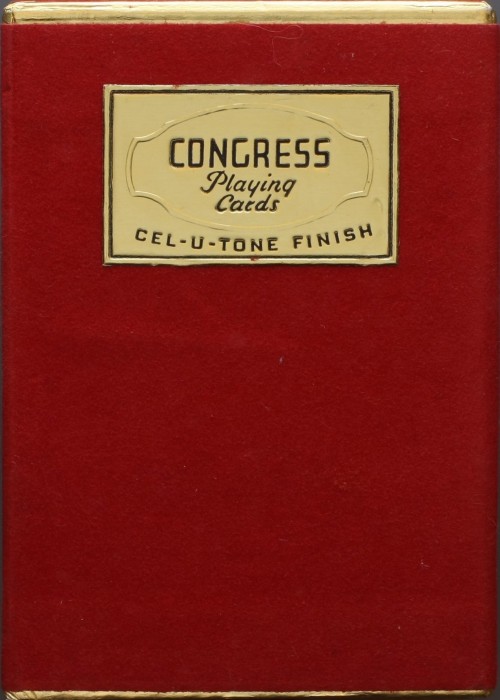 CONGRESS
Playing
Cards
CEL-U-TONE FINISH